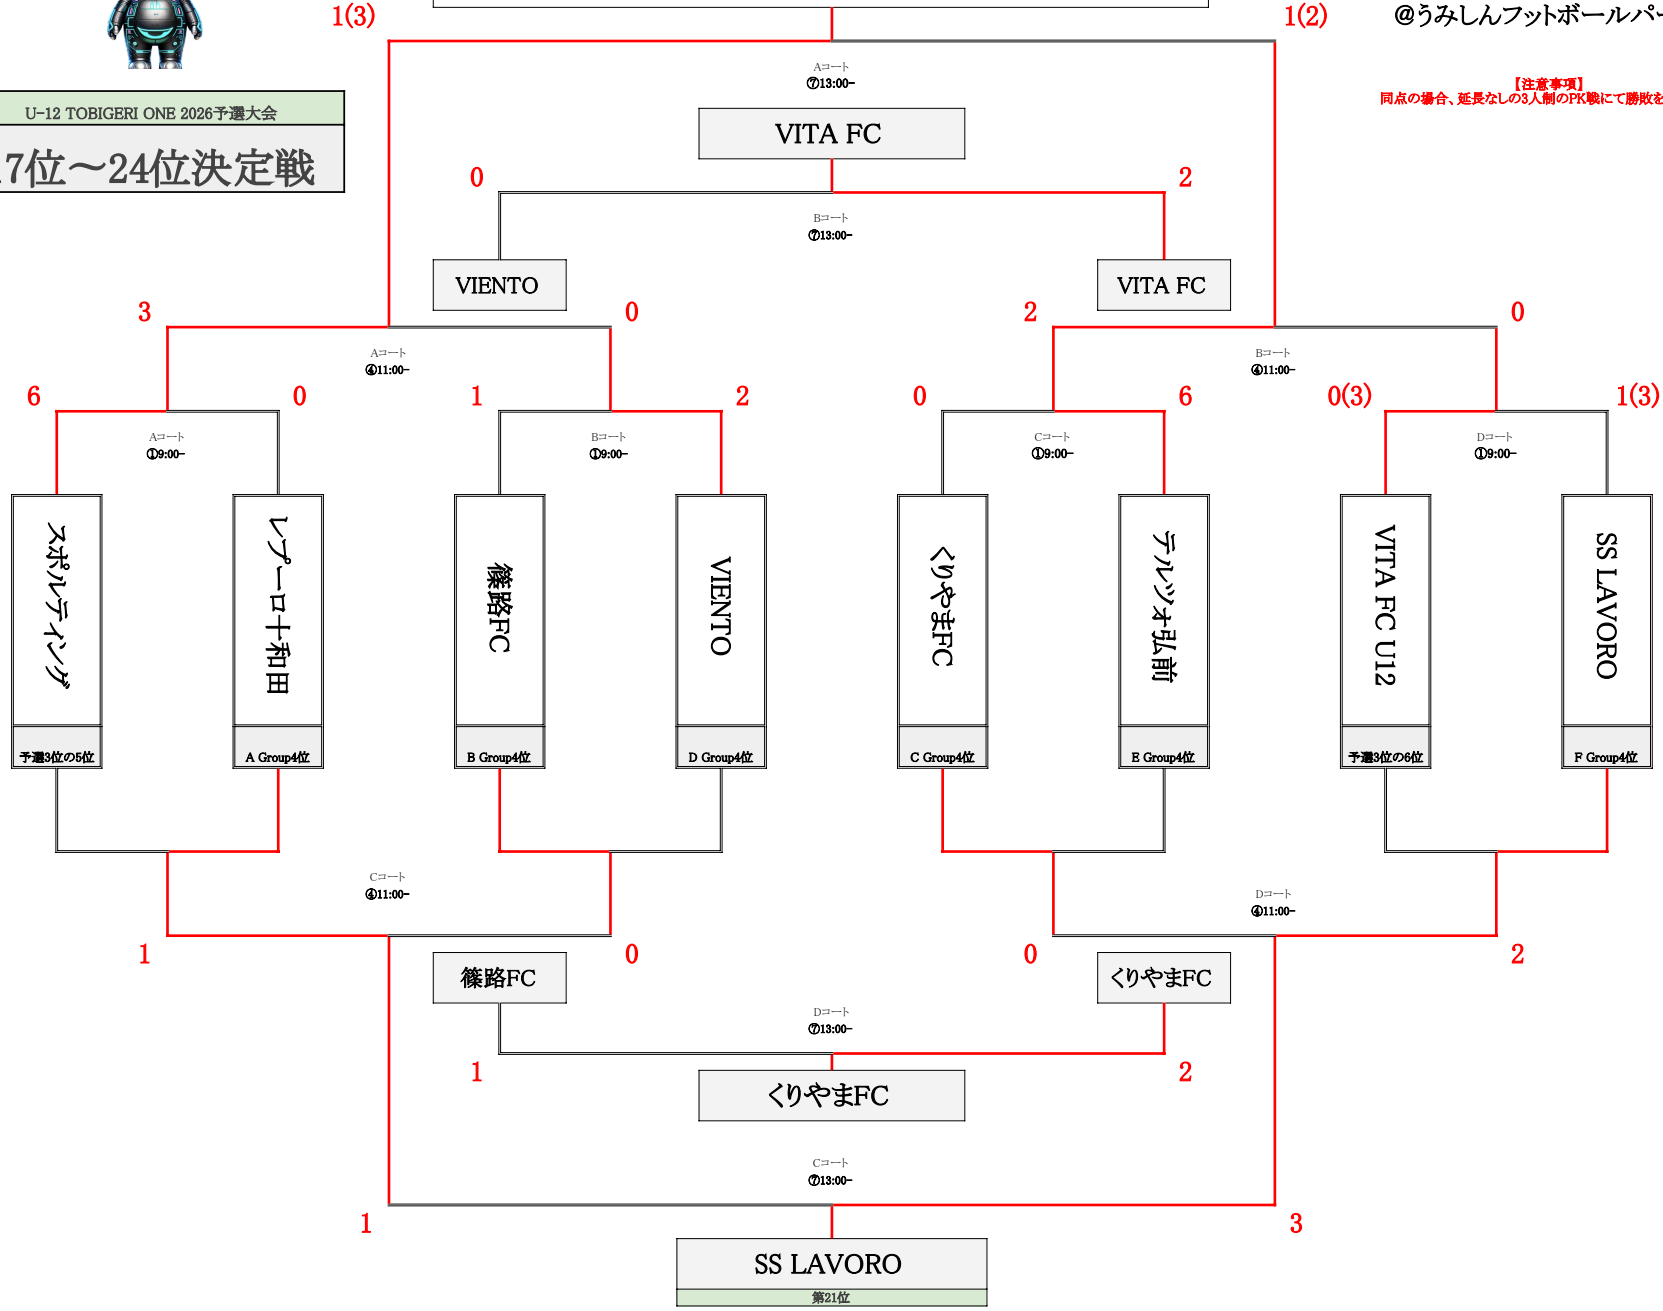 1(3)
1(2)
@うみしんフットボールパー
Aコート
⑦13:00-
【注意事項】
同点の場合、延長なしの3人制のPK戦にて勝敗を
U-12 TOBIGERI ONE 2026予選大会
7位～24位決定戦
VITA FC
0
2
Bコート
⑦13:00-
VIENTO
VITA FC
3
0
2
0
Aコート
④11:00-
Bコート
④11:00-
6
0
1
2
0
6
0(3)
1(3)
Aコート
①9:00-
Bコート
①9:00-
Cコート
①9:00-
Dコート
①9:00-
スポルティング
レプーロ十和田
篠路FC
VIENTO
くりやまFC
テルツォ弘前
VITA FC U12
SS LAVORO
予選3位の5位
A Group4位
B Group4位
D Group4位
C Group4位
E Group4位
予選3位の6位
F Group4位
Cコート
④11:00-
Dコート
④11:00-
1
0
0
2
篠路FC
くりやまFC
Dコート
⑦13:00-
1
2
くりやまFC
Cコート
⑦13:00-
1
3
SS LAVORO
第21位